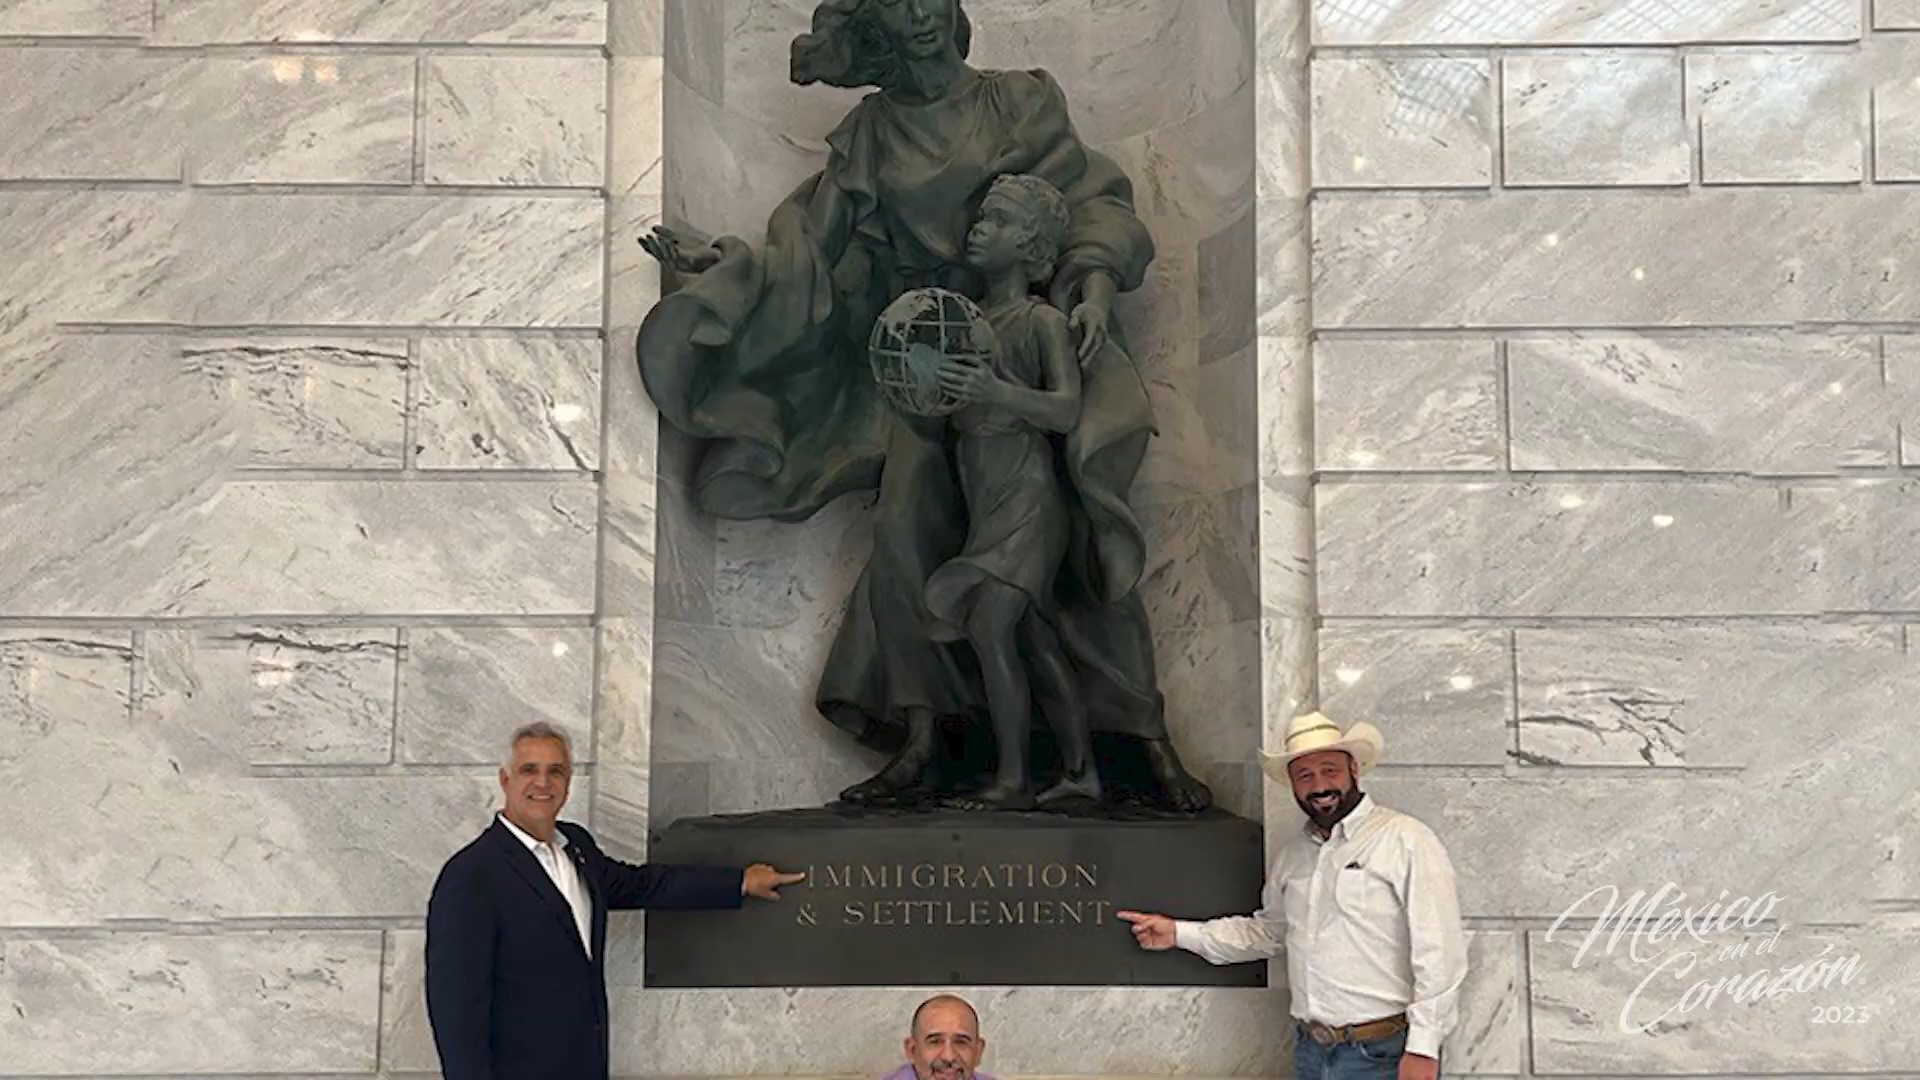 IMMIGRATION
& SETTLEMENT
México
en el
Corazón
2023